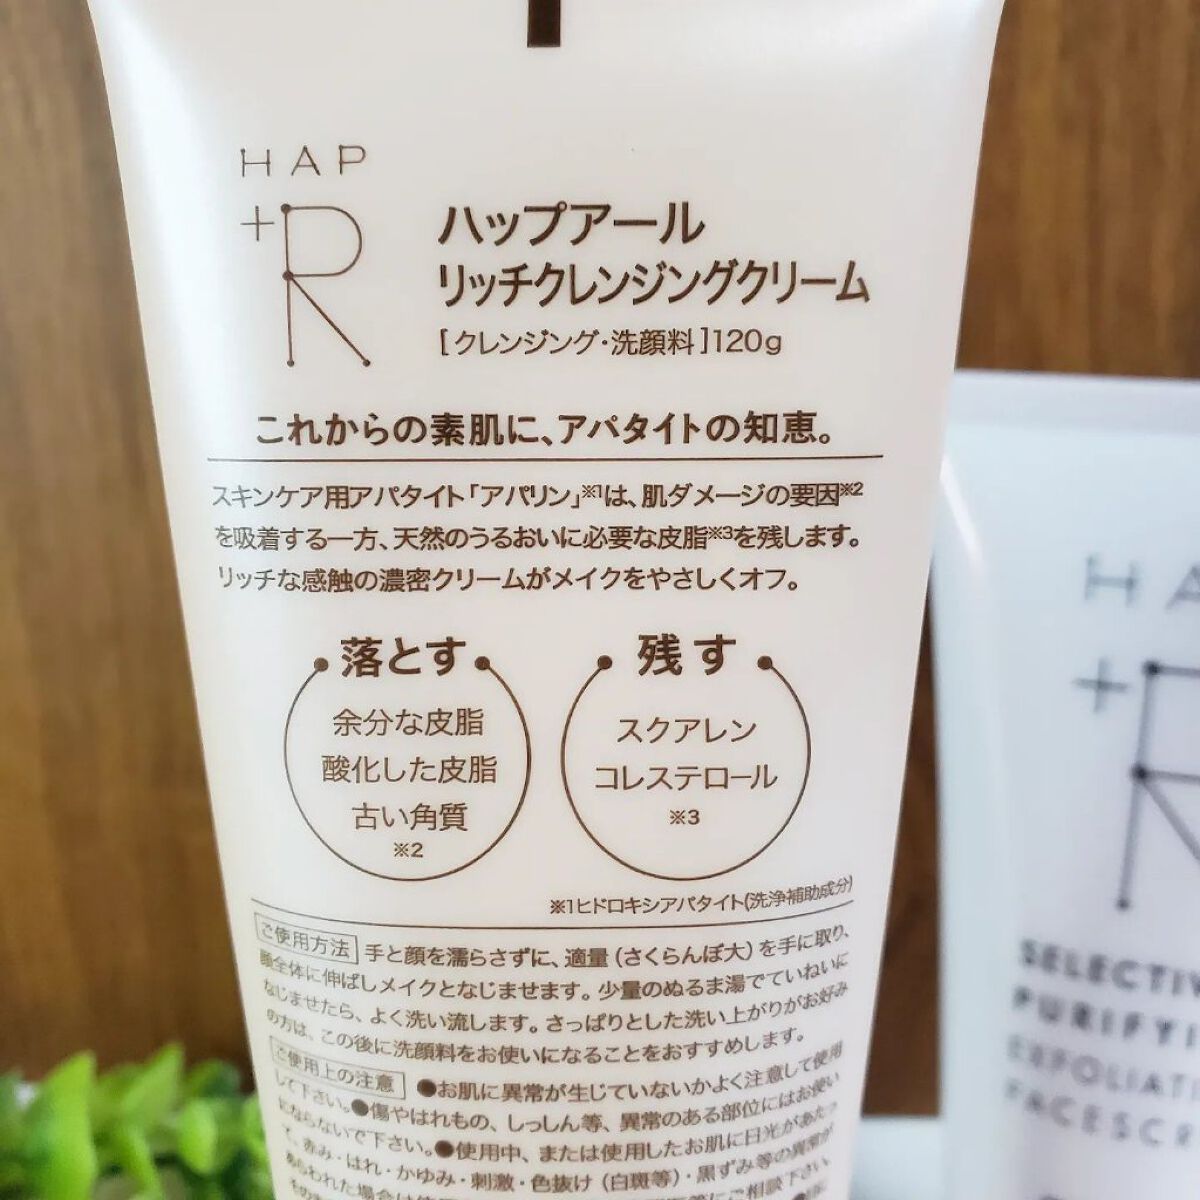 HAP
+R
ハップアール
リッチクレンジングクリーム
[クレンジング・洗顔料]120g
これからの素肌に、アパタイトの知恵。
スキンケア用アパタイト「アパリン」※1は、肌ダメージの要因※2
を吸着する一方、天然のうるおいに必要な皮脂※3を残します。
リッチな感触の濃密クリームがメイクをやさしくオフ。
落とす
余分な皮脂
酸化した皮脂
古い角質
※2
残す
スクアレン
コレステロール
※3
※1ヒドロキシアパタイト(洗浄補助成分)
ご使用方法 手と顔を濡らさずに、適量(さくらんぼ大)を手に取り、
顔全体に伸ばしメイクとなじませます。少量のぬるま湯でていねいに
なじませたら、よく洗い流します。さっぱりとした洗い上がりがお好み
の方は、この後に洗顔料をお使いになることをおすすめします。
ご使用上の注意 ●お肌に異常が生じていないかよく注意して使用
して下さい。●傷やはれもの、しっしん等、異常のある部位にはお使い
にならないで下さい。●使用中、または使用したお肌に日光があたっ
て、赤み・はれ・かゆみ・刺激・色抜け(白斑等)・黒ずみ等の異常が
あらわれた場合は
にご相談下さい。
HA
+R
SELECTIV
PURIFYI
EXFOLIATI
FACESCR